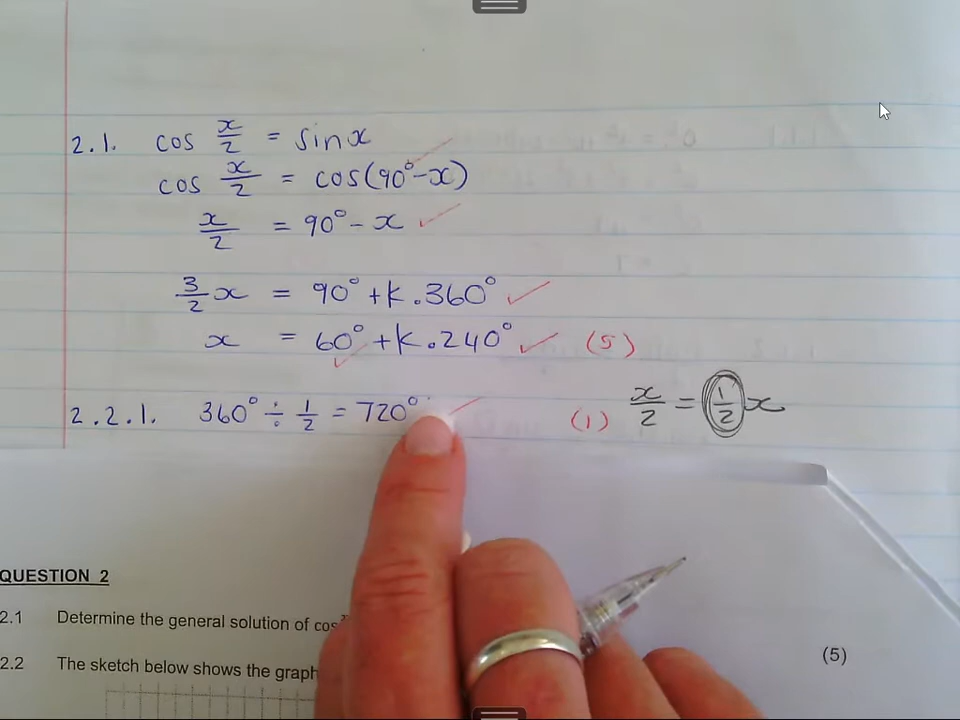 2.1. cos x/2 = sin x
cos x/2 = cos(90° - x)
x/2 = 90° - x
3/2 x = 90° + k.360°
x = 60° + k.240° (5)
2.2.1. 360° ÷ 1/2 = 720° (1) x/2 = 1/2 x
QUESTION 2
2.1 Determine the general solution of cos
(5)
2.2 The sketch below shows the graph